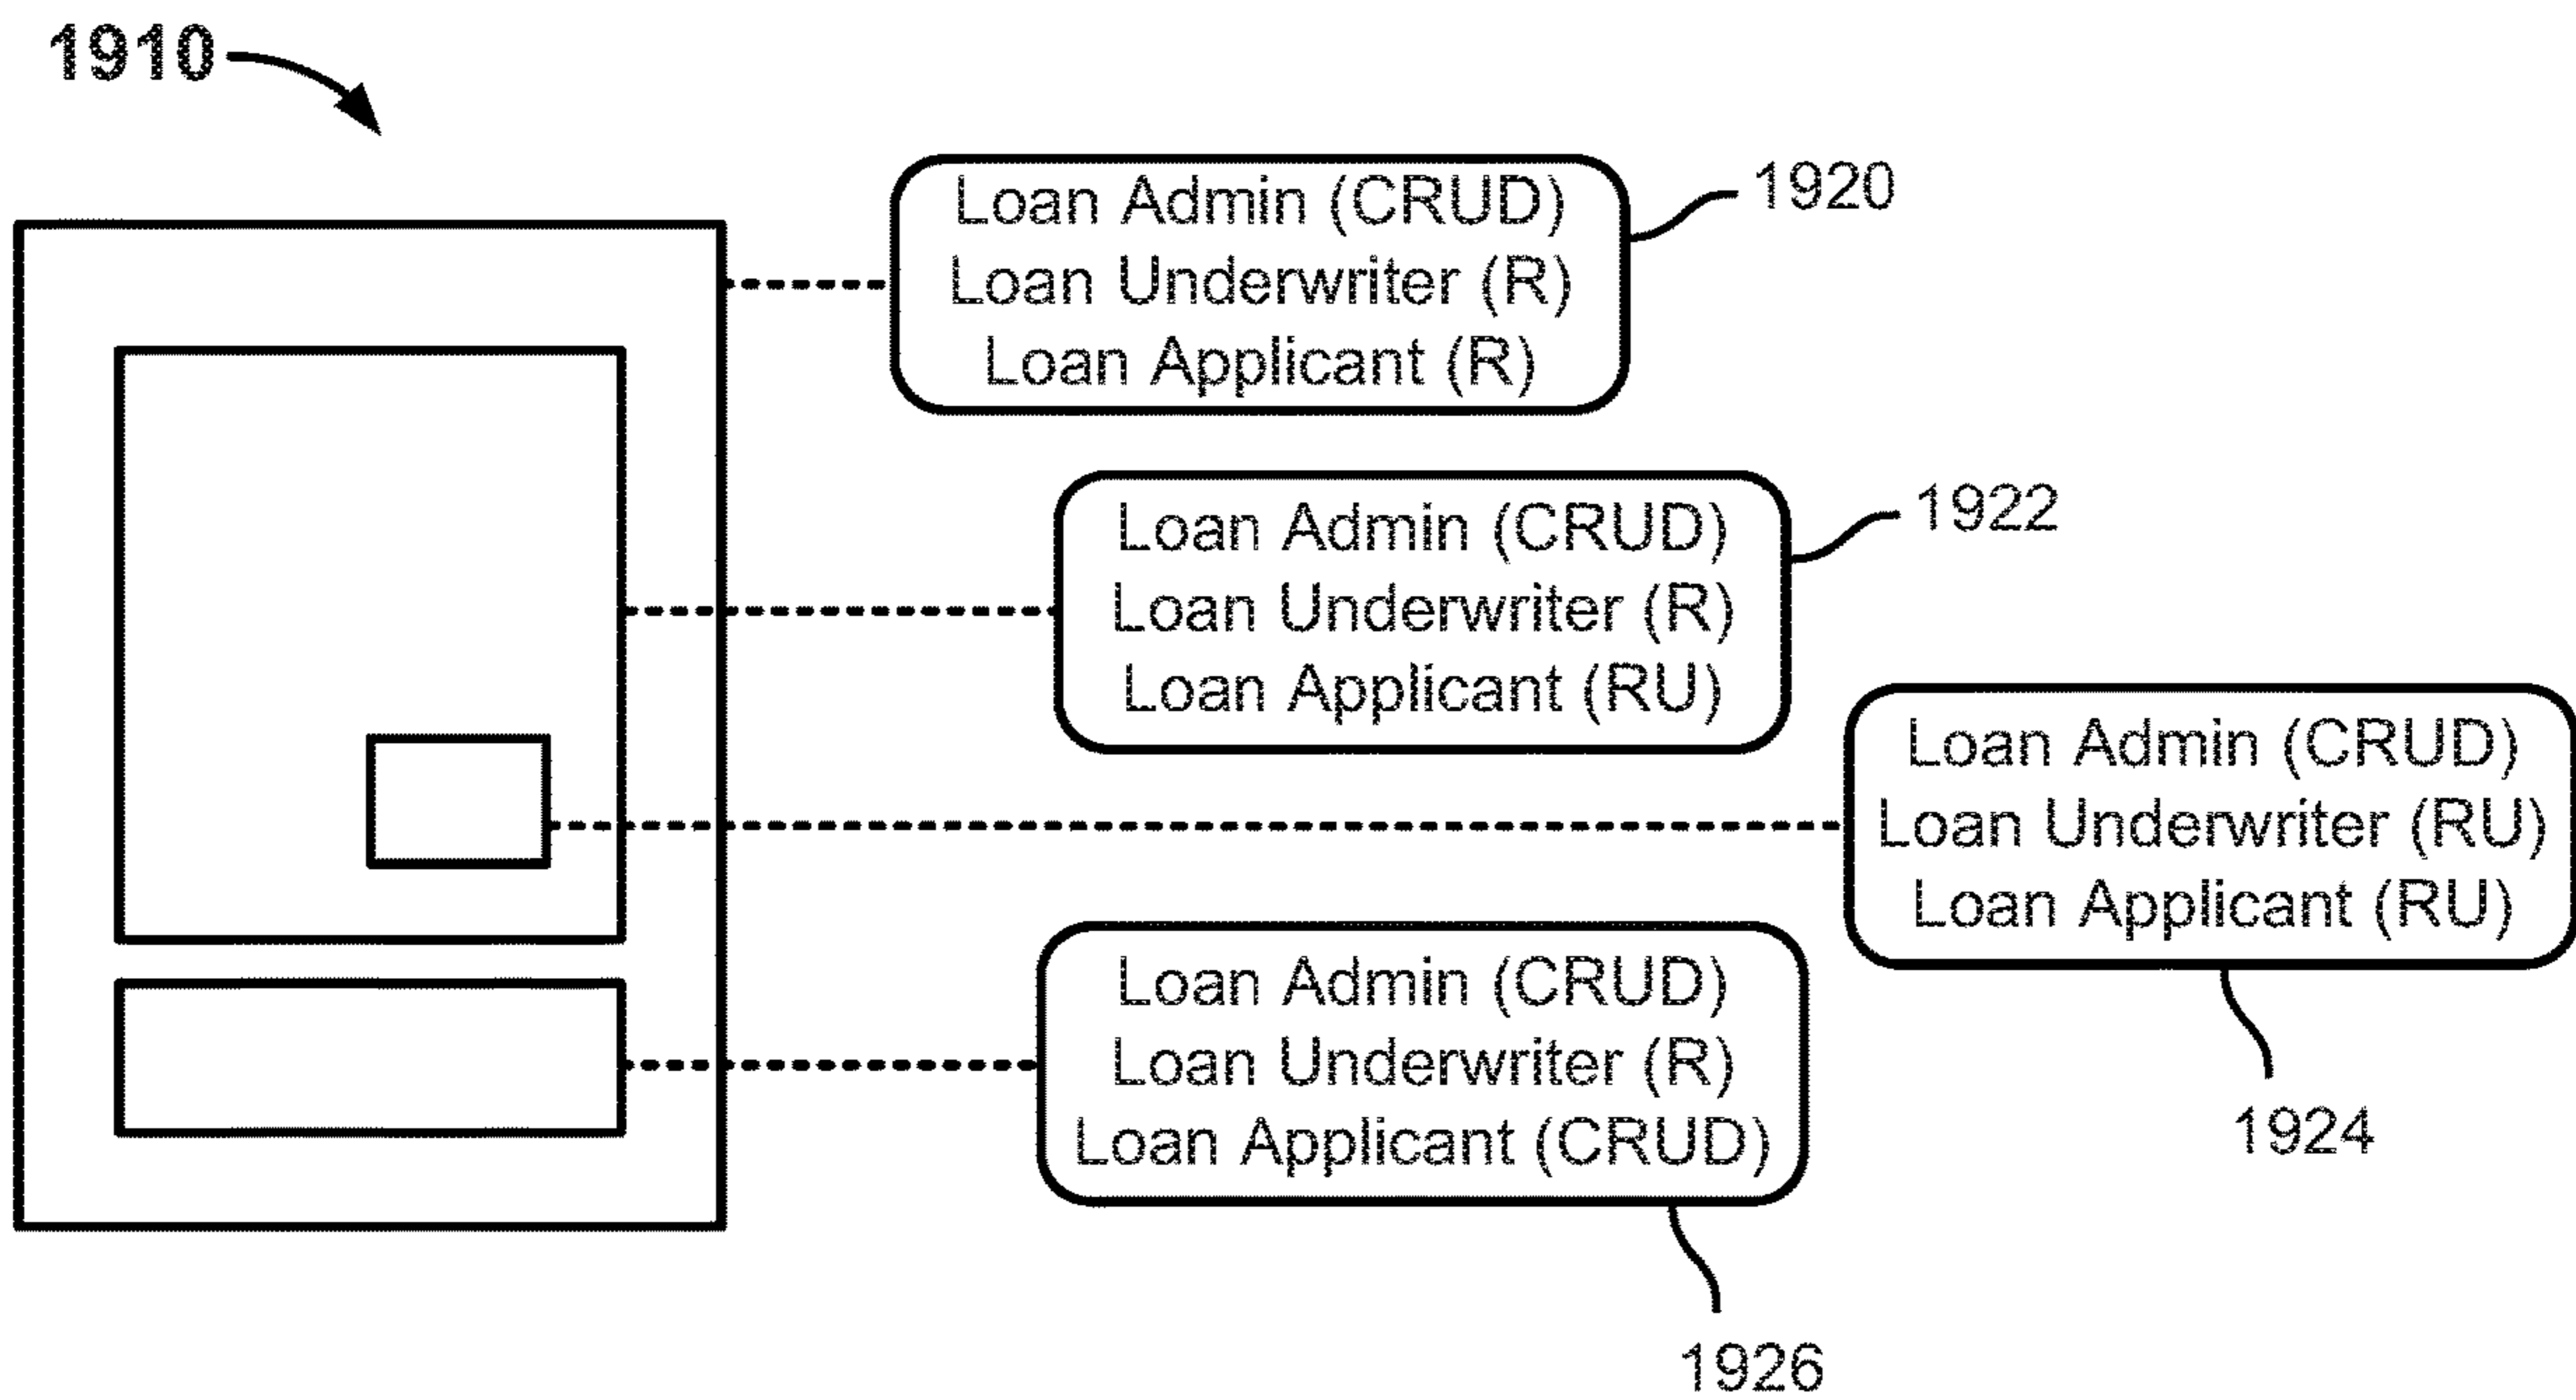 1910
Loan Admin (CRUD)
Loan Underwriter (R)
Loan Applicant (R)
1920
Loan Admin (CRUD)
Loan Underwriter (R)
Loan Applicant (RU)
1922
Loan Admin (CRUD)
Loan Underwriter (RU)
Loan Applicant (RU)
1924
Loan Admin (CRUD)
Loan Underwriter (R)
Loan Applicant (CRUD)
1926